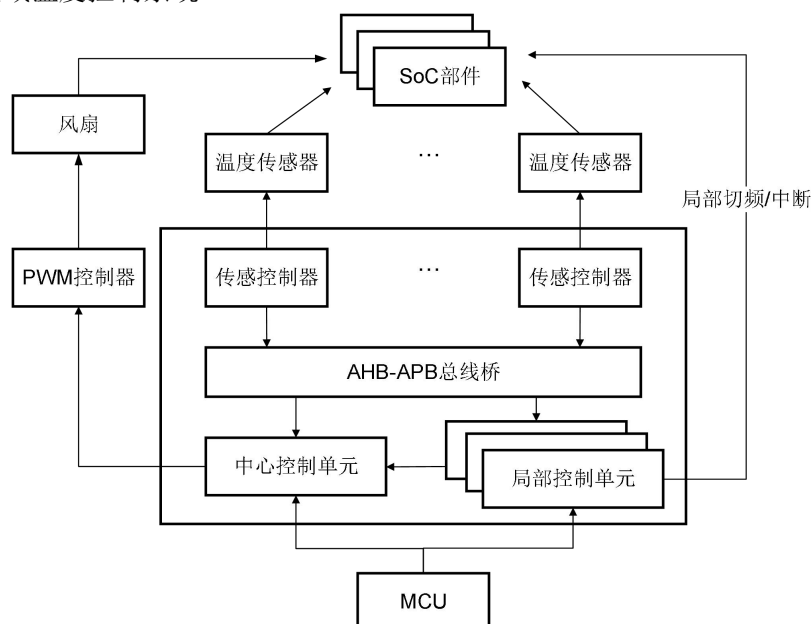 SoC部件
风扇
温度传感器
…
温度传感器
局部切频/中断
PWM控制器
传感控制器
…
传感控制器
AHB-APB总线桥
中心控制单元
局部控制单元
MCU